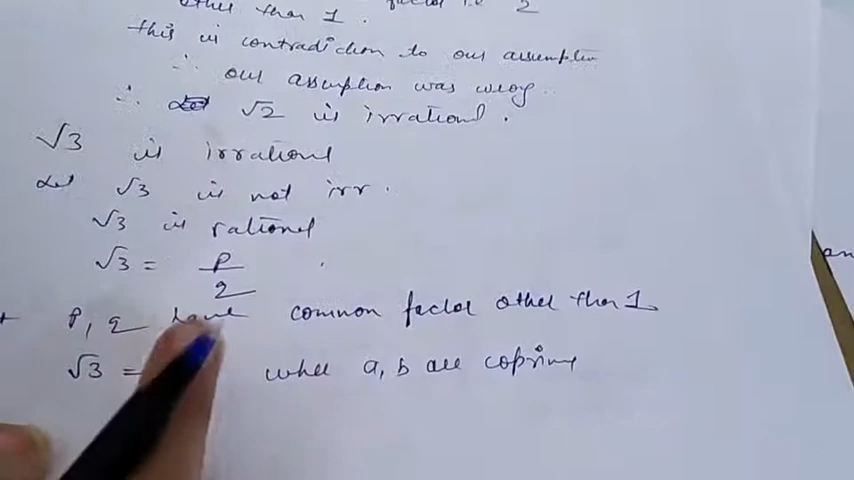 other than 1. factor i.e 2
this is contradiction to our assumption
∴ our assumption was wrong.
∴ √2 is irrational.
√3 is irrational
Let √3 is not irr.
√3 is rational
√3 = p/q
p, q have common factor other than 1
√3 = where a, b are coprime